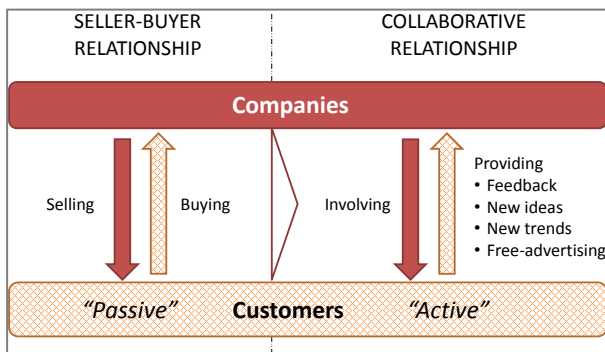 SELLER-BUYER
RELATIONSHIP
COLLABORATIVE
RELATIONSHIP
Companies
Selling
Buying
Involving
Providing
• Feedback
• New ideas
• New trends
• Free-advertising
“Passive”
Customers
“Active”